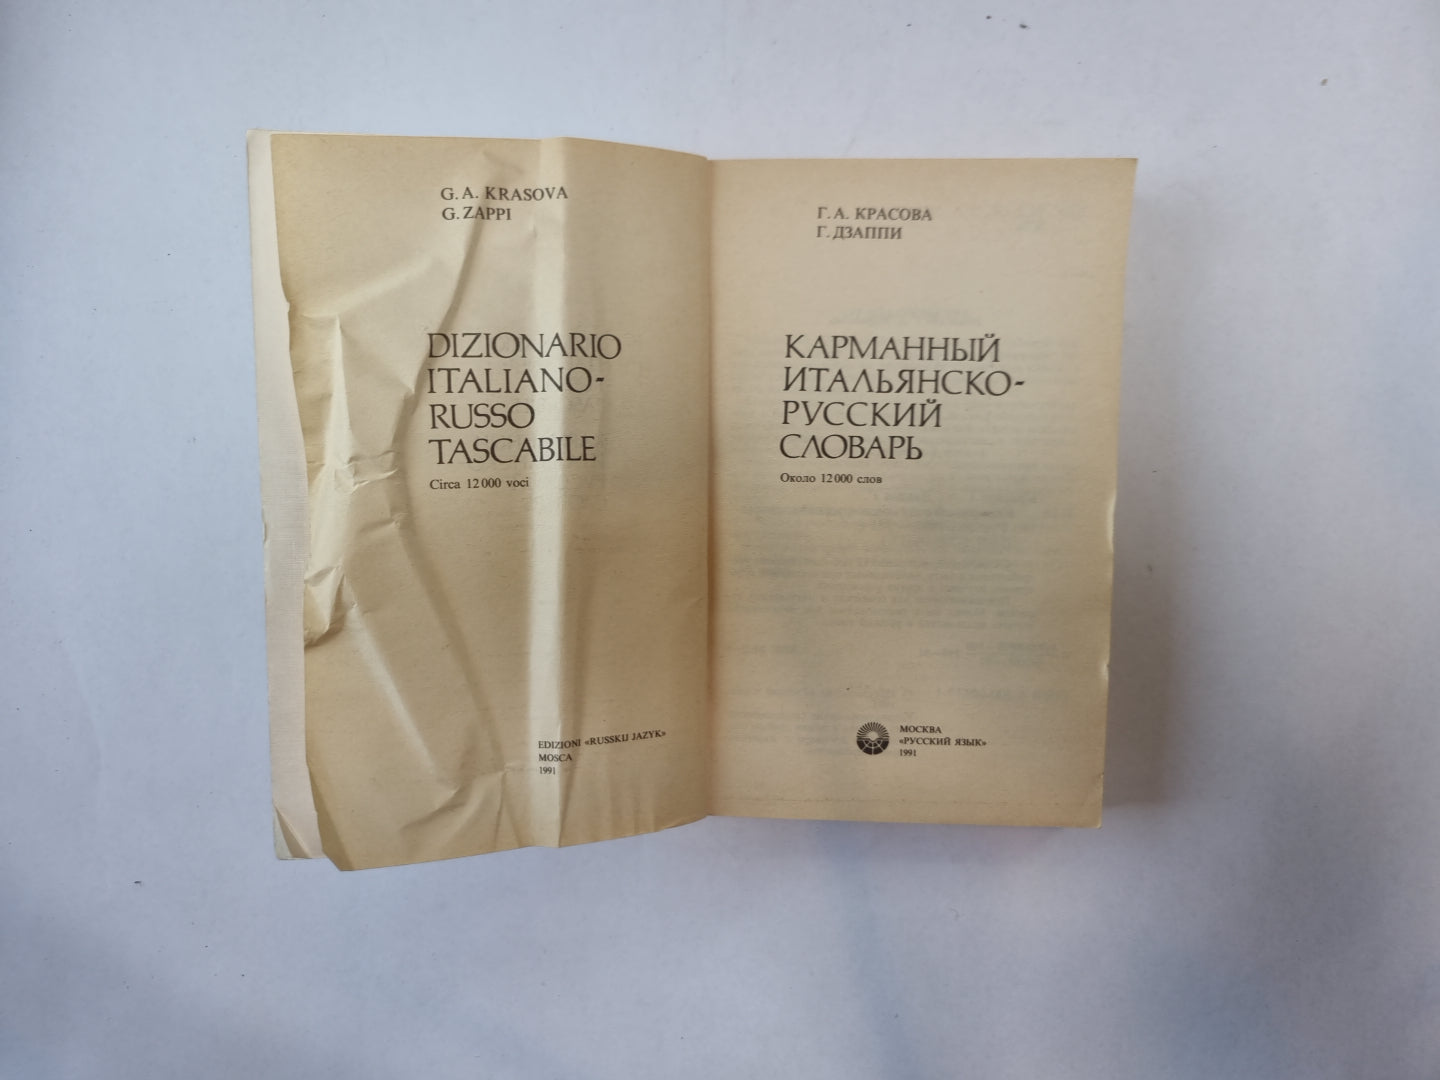 G. A. KRASOVA
G. ZAPPI
DIZIONARIO
ITALIANO-
RUSSO
TASCABILE
Circa 12 000 voci
EDIZIONI «RUSSKIJ JAZYK»
MOSCA
1991
Г. А. КРАСОВА
Г. ДЗАППИ
КАРМАННЫЙ
ИТАЛЬЯНСКО-
РУССКИЙ
СЛОВАРЬ
Около 12 000 слов
МОСКВА
«РУССКИЙ ЯЗЫК»
1991